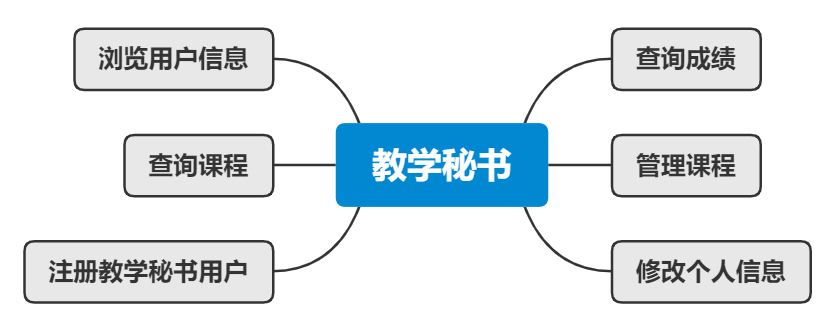 浏览用户信息
查询成绩
查询课程
教学秘书
管理课程
注册教学秘书用户
修改个人信息